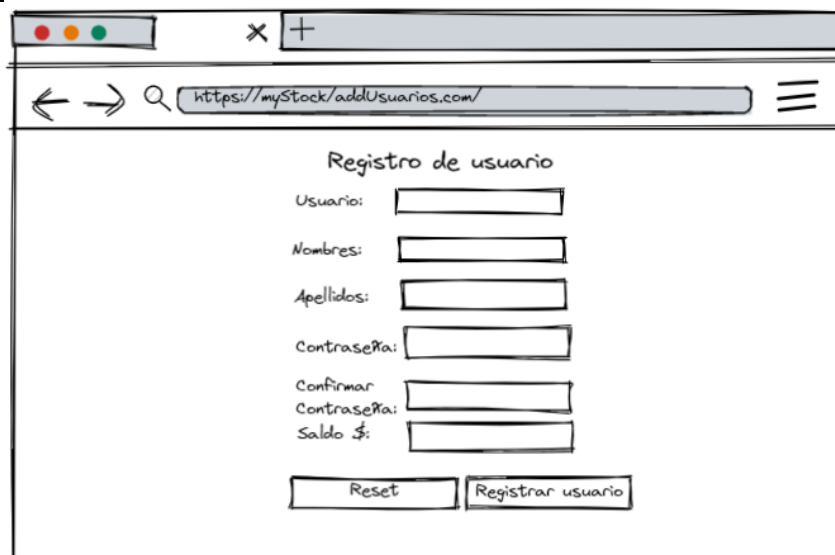 https://myStock/addUsuarios.com/
Registro de usuario
Usuario:
Nombres:
Apellidos:
Contraseña:
Confirmar
Contraseña:
Saldo $:
Reset
Registrar usuario